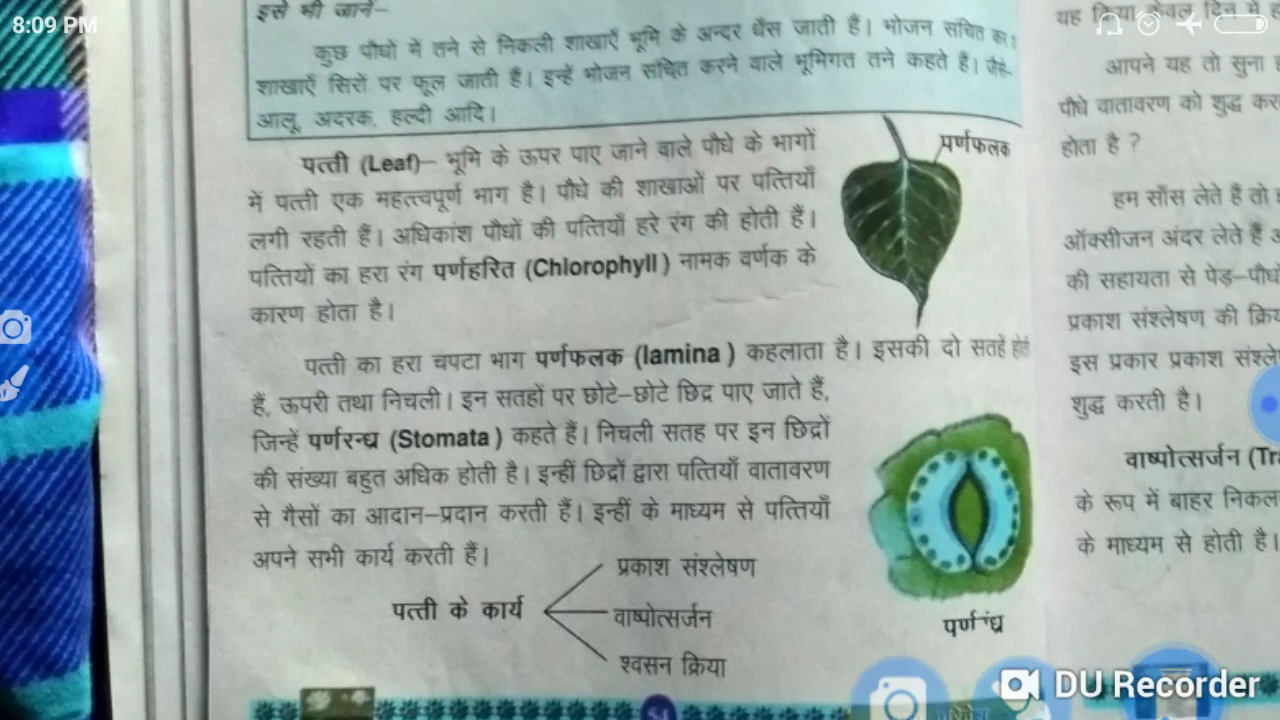 8:09 PM
इसे भी जानें–
कुछ पौधों में तने से निकली शाखाएँ भूमि के अन्दर धँस जाती हैं। भोजन संचित कर
शाखाएँ सिरों पर फूल जाती हैं। इन्हें भोजन संचित करने वाले भूमिगत तने कहते हैं। जैसे–
आलू, अदरक, हल्दी आदि।
पत्ती (Leaf)– भूमि के ऊपर पाए जाने वाले पौधे के भागों
में पत्ती एक महत्त्वपूर्ण भाग है। पौधे की शाखाओं पर पत्तियाँ
लगी रहती हैं। अधिकांश पौधों की पत्तियाँ हरे रंग की होती हैं।
पत्तियों का हरा रंग पर्णहरित (Chlorophyll) नामक वर्णक के
कारण होता है।
पर्णफलक
पत्ती का हरा चपटा भाग पर्णफलक (lamina) कहलाता है। इसकी दो सतहें होती
हैं, ऊपरी तथा निचली। इन सतहों पर छोटे–छोटे छिद्र पाए जाते हैं,
जिन्हें पर्णरन्ध्र (Stomata) कहते हैं। निचली सतह पर इन छिद्रों
की संख्या बहुत अधिक होती है। इन्हीं छिद्रों द्वारा पत्तियाँ वातावरण
से गैसों का आदान–प्रदान करती हैं। इन्हीं के माध्यम से पत्तियाँ
अपने सभी कार्य करती हैं।
पत्ती के कार्य
प्रकाश संश्लेषण
वाष्पोत्सर्जन
श्वसन क्रिया
पर्णरंध्र
यह क्रिया केवल दिन में
आपने यह तो सुना
पौधे वातावरण को शुद्ध
होता है ?
हम साँस लेते हैं तो
ऑक्सीजन अंदर लेते हैं
की सहायता से पेड़–पौधे
प्रकाश संश्लेषण की
इस प्रकार प्रकाश
शुद्ध करती है।
वाष्पोत्सर्जन
के रूप में बाहर
के माध्यम से होती है।
DU Recorder